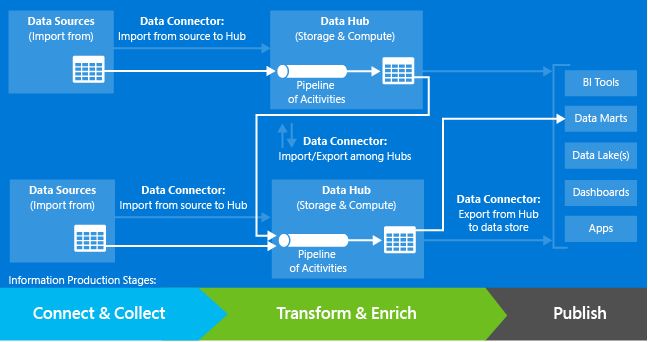 Data Sources
(Import from)
Data Connector:
Import from source to Hub
Data Hub
(Storage & Compute)
Pipeline
of Acitivities
BI Tools
Data Marts
Data Lake(s)
Dashboards
Apps
Data Connector:
Import/Export among Hubs
Data Sources
(Import from)
Data Connector:
Import from source to Hub
Data Hub
(Storage & Compute)
Pipeline
of Acitivities
Data Connector:
Export from Hub
to data store
Information Production Stages:
Connect & Collect
Transform & Enrich
Publish